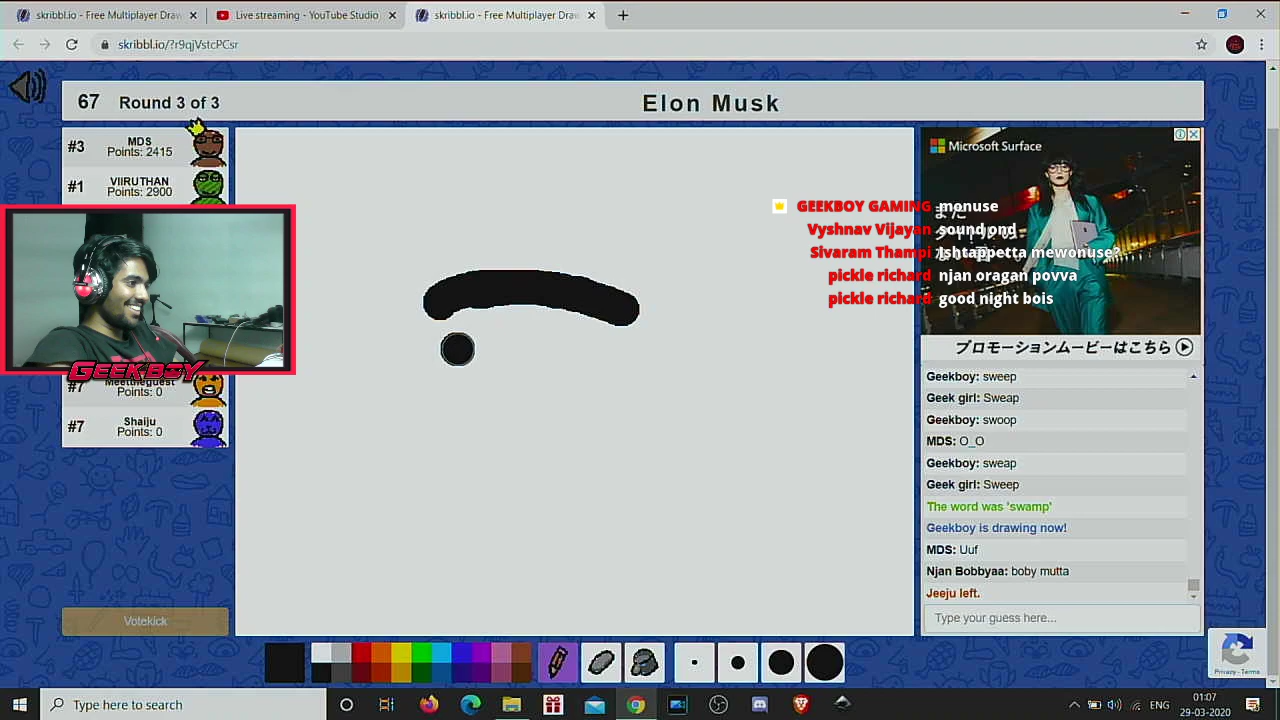 skribbl.io - Free Multiplayer Draw
Live streaming - YouTube Studio
skribbl.io - Free Multiplayer Draw
skribbl.io/?r9qjVstcPCsr
67 Round 3 of 3
Elon Musk
#3 MDS
Points: 2415
#1 VIIRUTHAN
Points: 2900
GEEKBOY
#7 Meettheguest
Points: 0
#7 Shaiju
Points: 0
Votekick
Microsoft Surface
GEEKBOY GAMING menuse
Vyshnav Vijayan sound ond
Sivaram Thampi Ishtappetta mewonuse?
pickle richard njan oragan povva
pickle richard good night bois
プロモーションムービーはこちら
Geekboy: sweep
Geek girl: Sweap
Geekboy: swoop
MDS: O_O
Geekboy: sweap
Geek girl: Sweep
The word was 'swamp'
Geekboy is drawing now!
MDS: Uuf
Njan Bobbyaa: boby mutta
Jeeju left.
Type your guess here...
Privacy - Terms
Type here to search
ENG
01:07
29-03-2020